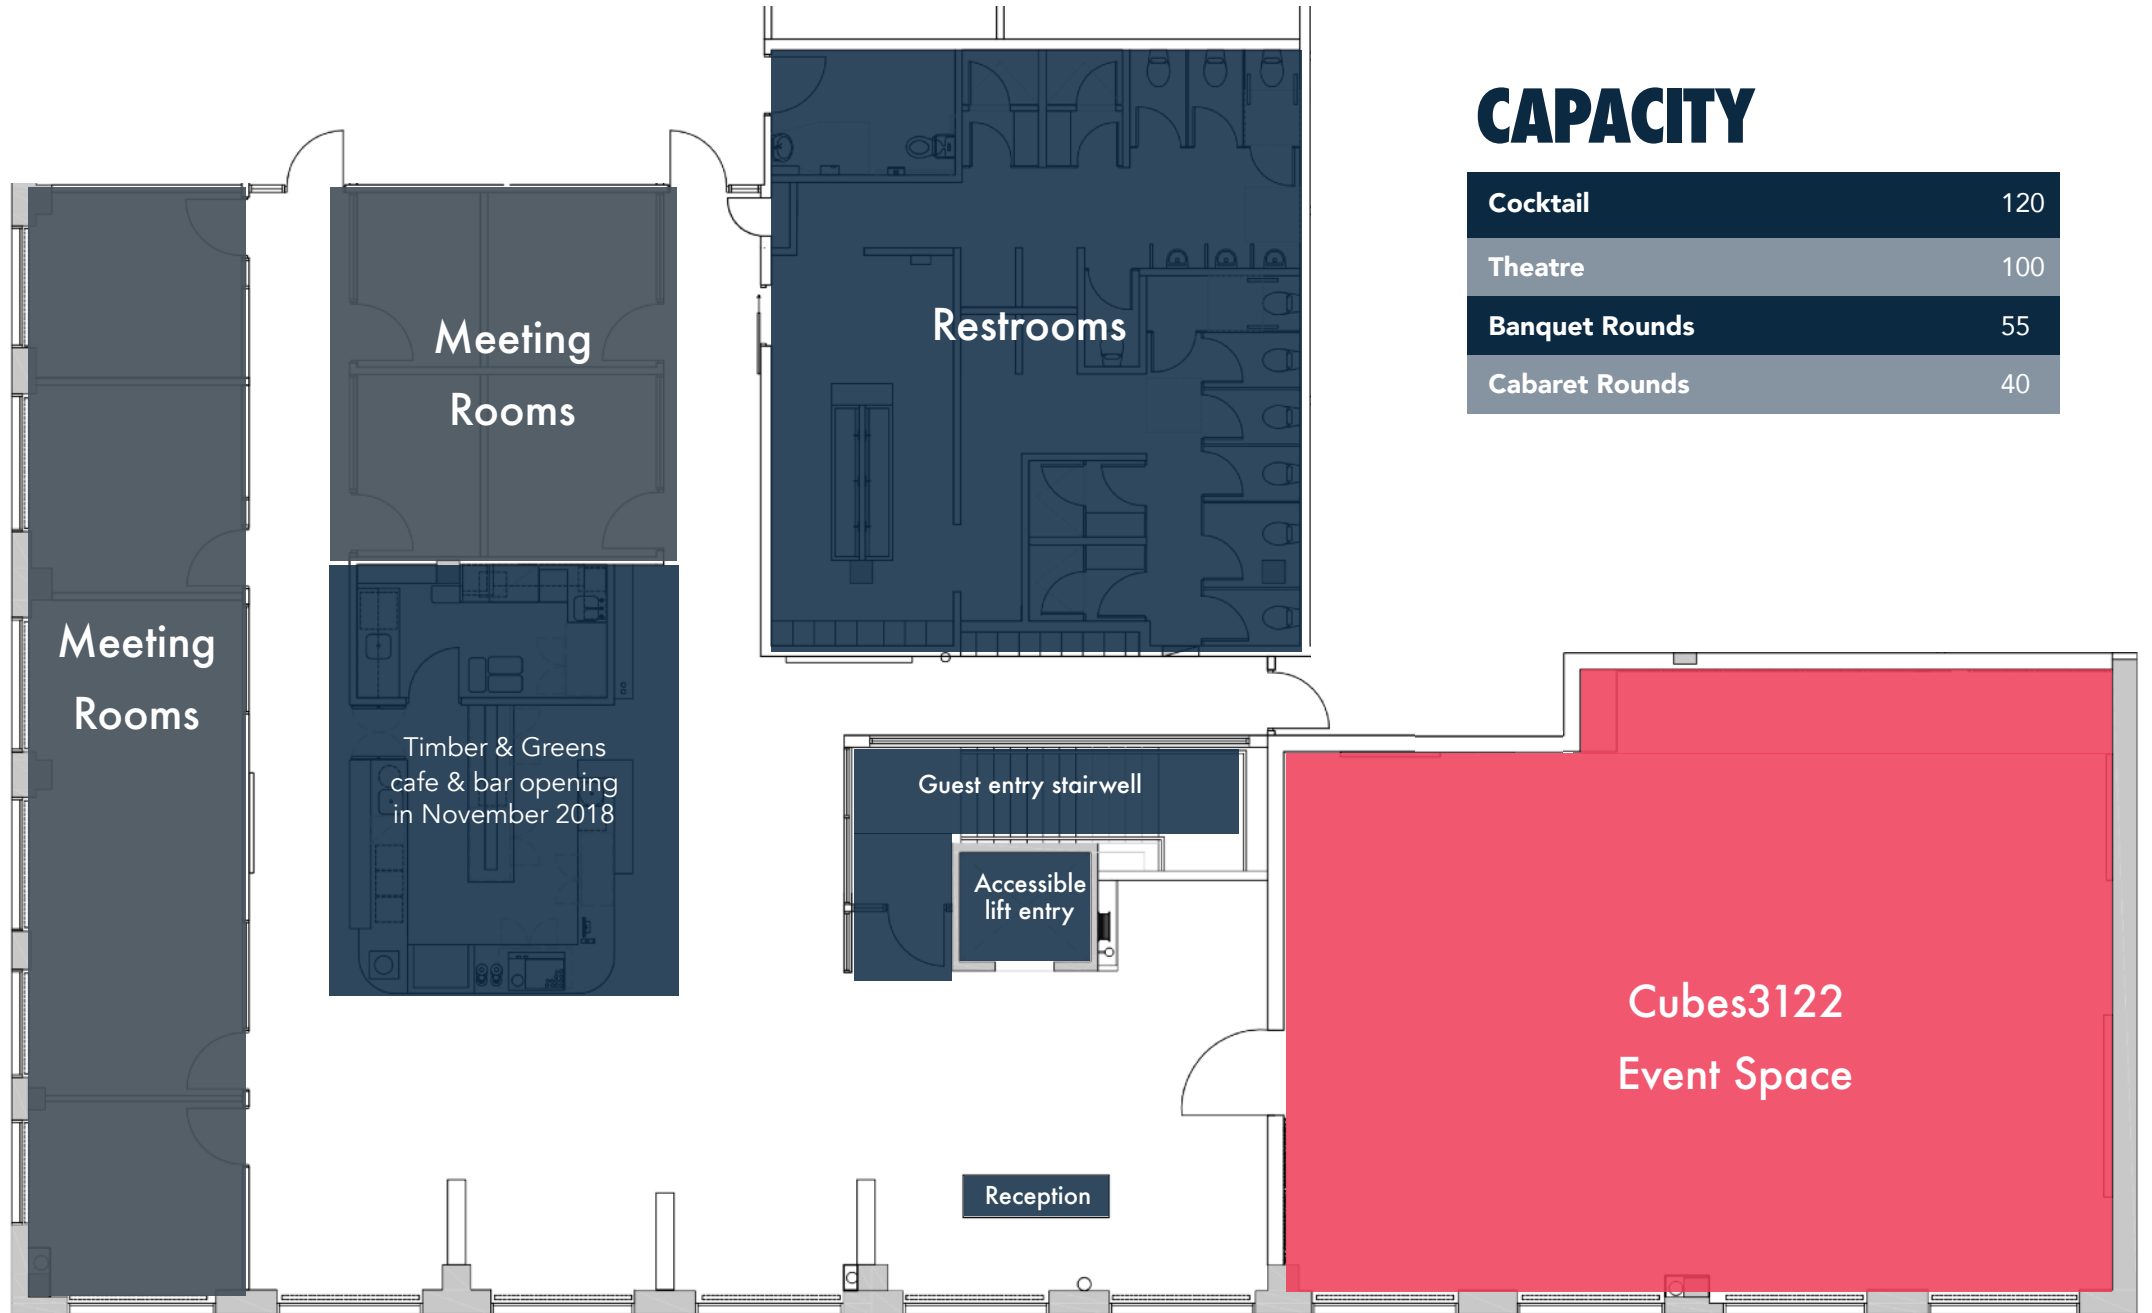 CAPACITY
Cocktail 120
Theatre 100
Banquet Rounds 55
Cabaret Rounds 40
Meeting
Rooms
Restrooms
Meeting
Rooms
Timber & Greens
cafe & bar opening
in November 2018
Guest entry stairwell
Accessible
lift entry
Cubes3122
Event Space
Reception